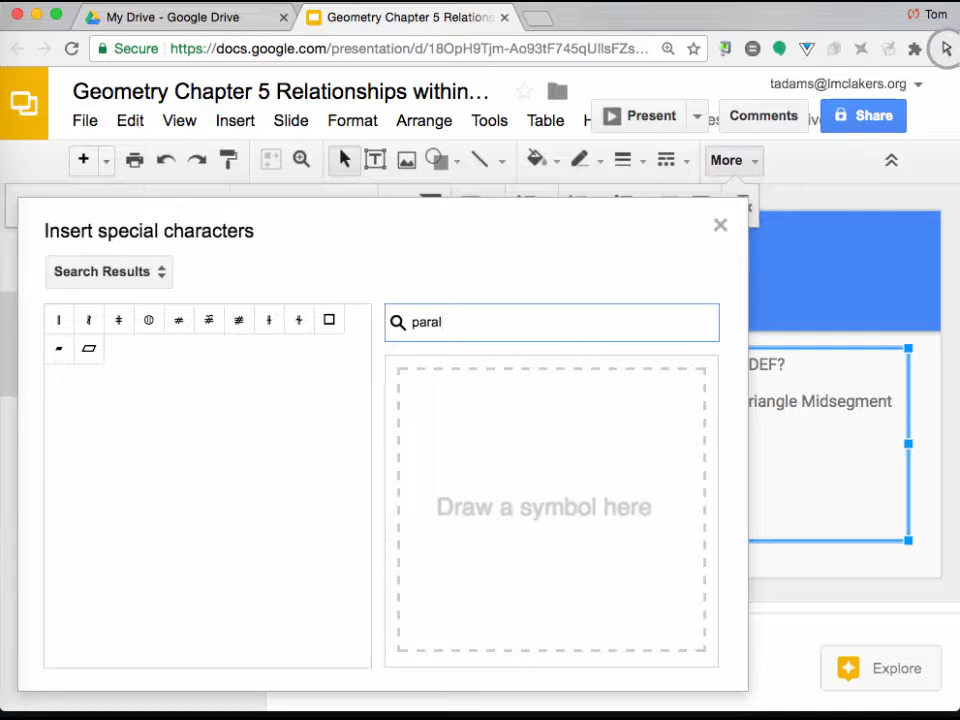 My Drive - Google Drive
Geometry Chapter 5 Relations
Tom
Secure https://docs.google.com/presentation/d/18OpH9Tjm-Ao93tF745qUllsFZs...
tadams@lmclakers.org
Geometry Chapter 5 Relationships within...
File Edit View Insert Slide Format Arrange Tools Table H
Present
Comments
Share
More
Insert special characters
Search Results
paral
Draw a symbol here
DEF?
riangle Midsegment
Explore